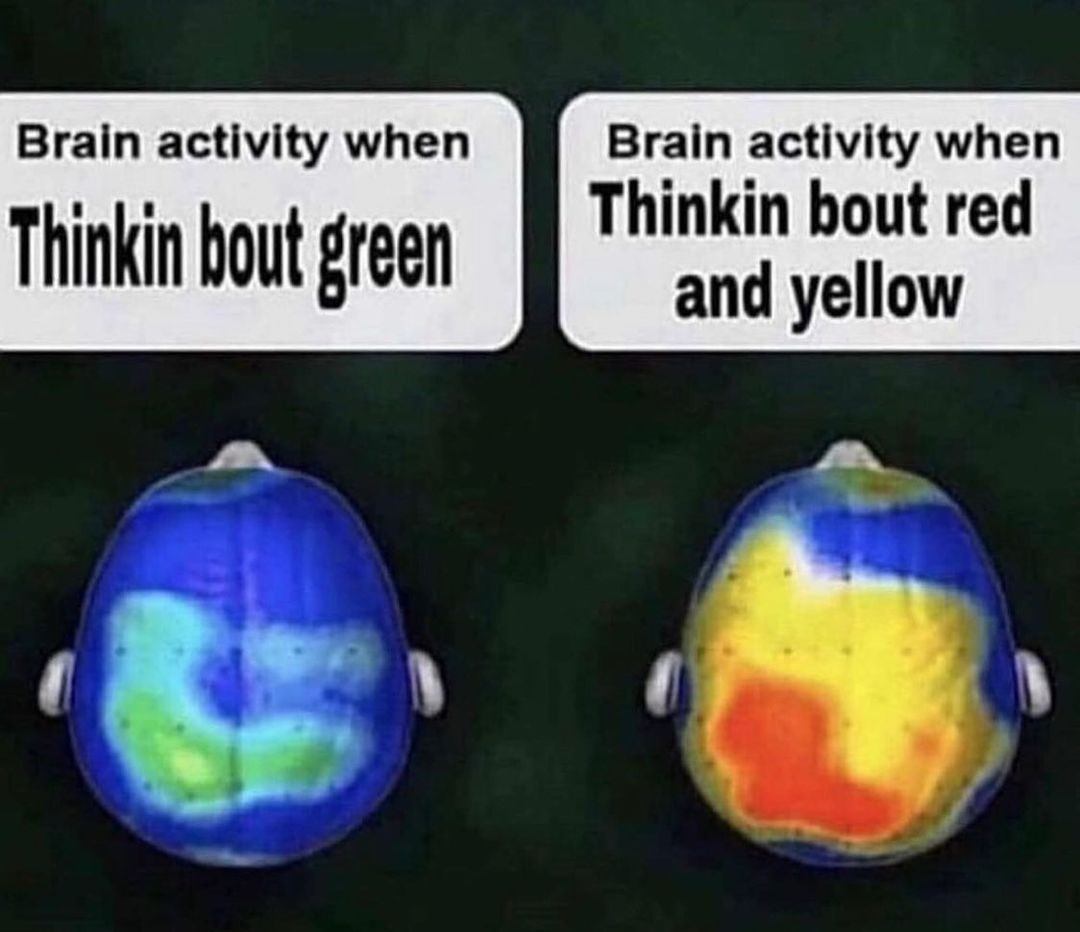 Brain activity when
Thinkin bout green
Brain activity when
Thinkin bout red
and yellow